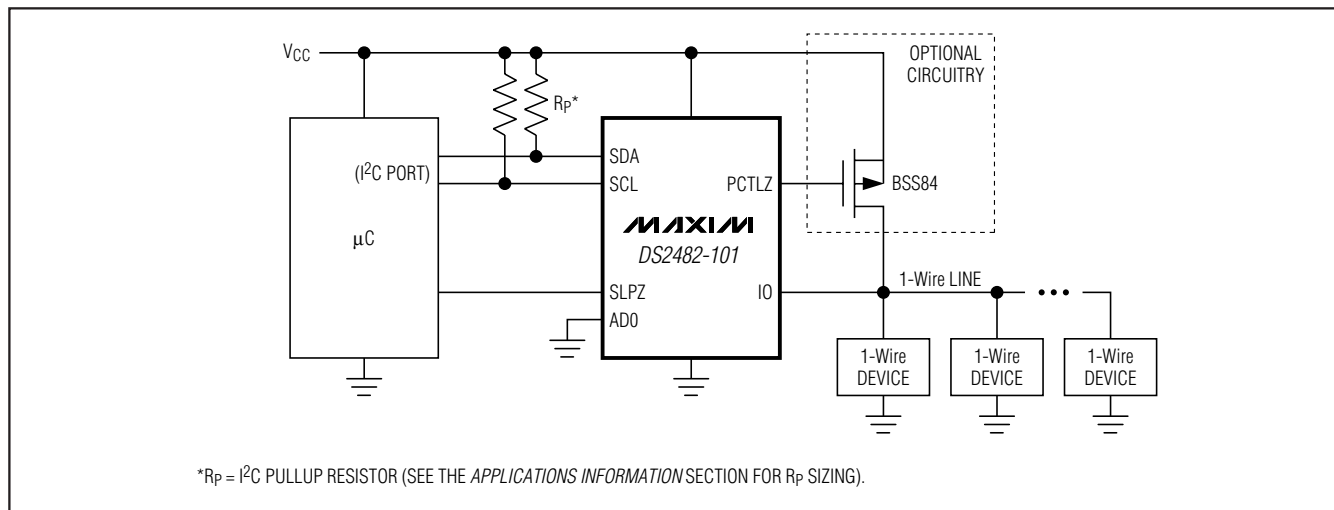 VCC
OPTIONAL
CIRCUITRY
RP*
(I²C PORT)
SDA
SCL
PCTLZ
BSS84
MAXIM
DS2482-101
µC
1-Wire LINE
SLPZ
IO
•••
AD0
1-Wire
DEVICE
1-Wire
DEVICE
1-Wire
DEVICE
*RP = I²C PULLUP RESISTOR (SEE THE APPLICATIONS INFORMATION SECTION FOR RP SIZING).